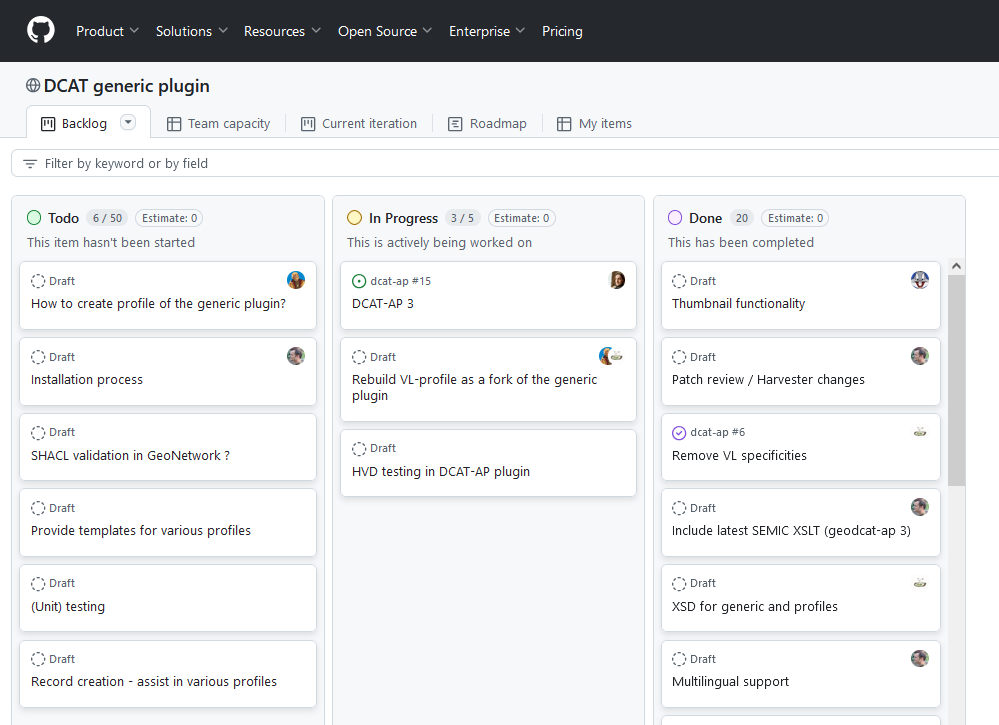 Product Solutions Resources Open Source Enterprise Pricing
DCAT generic plugin
Backlog Team capacity Current iteration Roadmap My items
Filter by keyword or by field
Todo 6 / 50 Estimate: 0
This item hasn't been started
Draft
How to create profile of the generic plugin?
Draft
Installation process
Draft
SHACL validation in GeoNetwork ?
Draft
Provide templates for various profiles
Draft
(Unit) testing
Draft
Record creation - assist in various profiles
In Progress 3 / 5 Estimate: 0
This is actively being worked on
dcat-ap #15
DCAT-AP 3
Draft
Rebuild VL-profile as a fork of the generic
plugin
Draft
HVD testing in DCAT-AP plugin
Done 20 Estimate: 0
This has been completed
Draft
Thumbnail functionality
Draft
Patch review / Harvester changes
dcat-ap #6
Remove VL specificities
Draft
Include latest SEMIC XSLT (geodcat-ap 3)
Draft
XSD for generic and profiles
Draft
Multilingual support